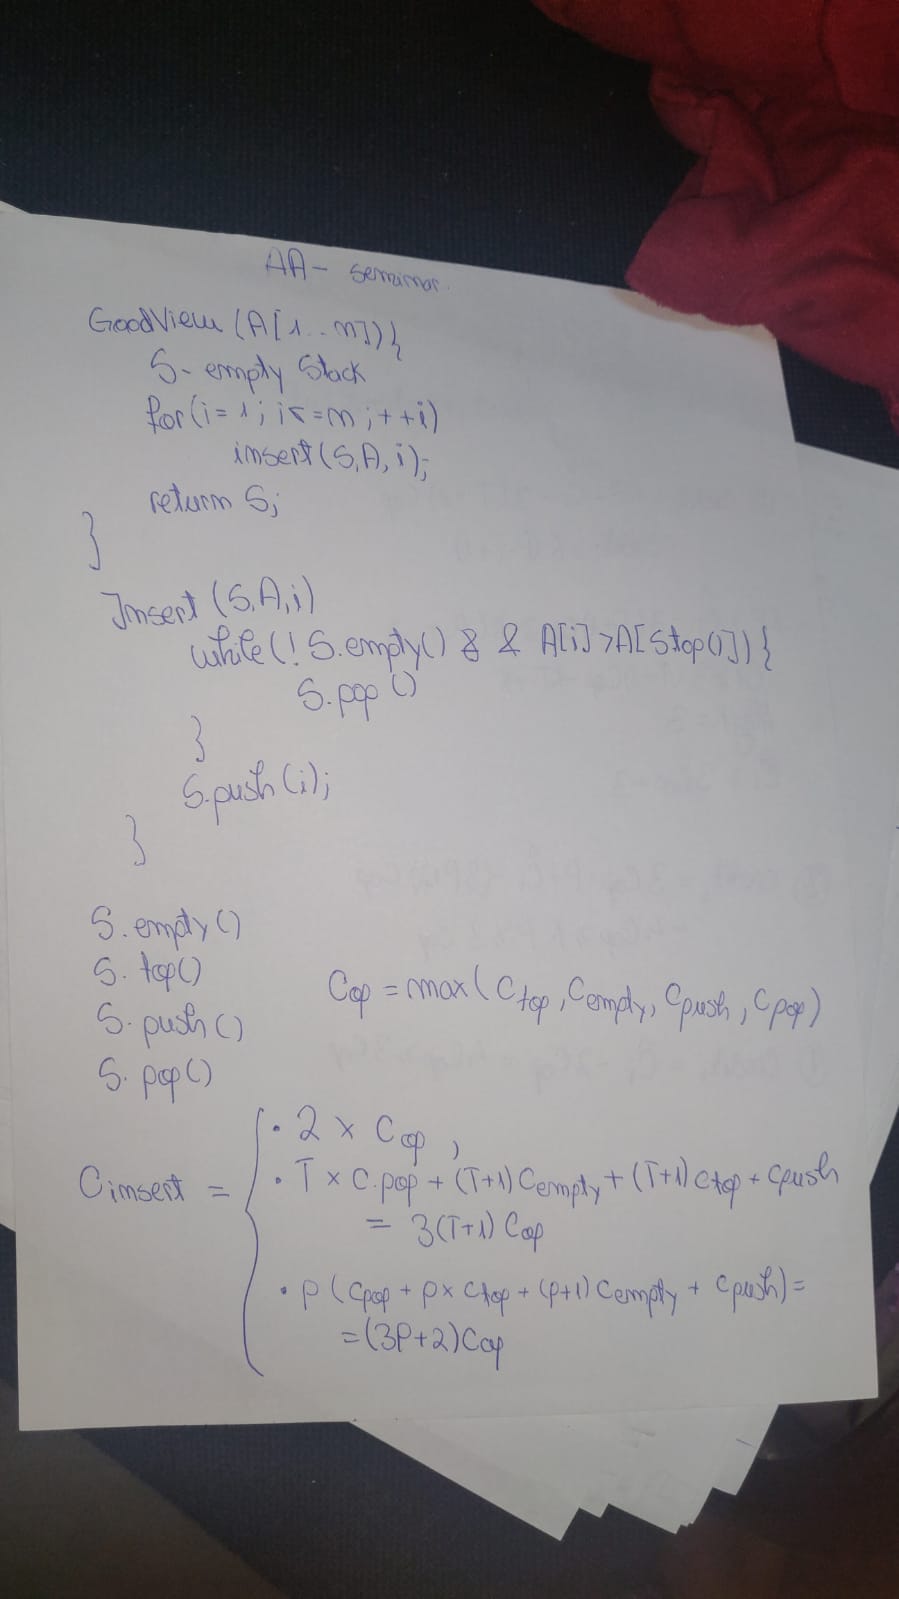 AA - seminar.
GoodView (A[1..n]){
S - empty Stack
for(i=1; i<=n; ++i)
insert(S,A,i);
return S;
}
Insert (S,A,i)
while(! S.empty() && A[i]>A[Stop()]){
S.pop()
}
S.push(i);
}
S.empty()
S.top()
S.push()
S.pop()
Cop = max(Ctop, Cempty, Cpush, Cpop)
Cinsert = { • 2 x Cop,
• T x C.pop + (T+1) Cempty + (T+1) Ctop + Cpush
= 3(T+1) Cop
• p (Cpop + p x Ctop + (p+1) Cempty + Cpush) =
= (3P+2) Cop